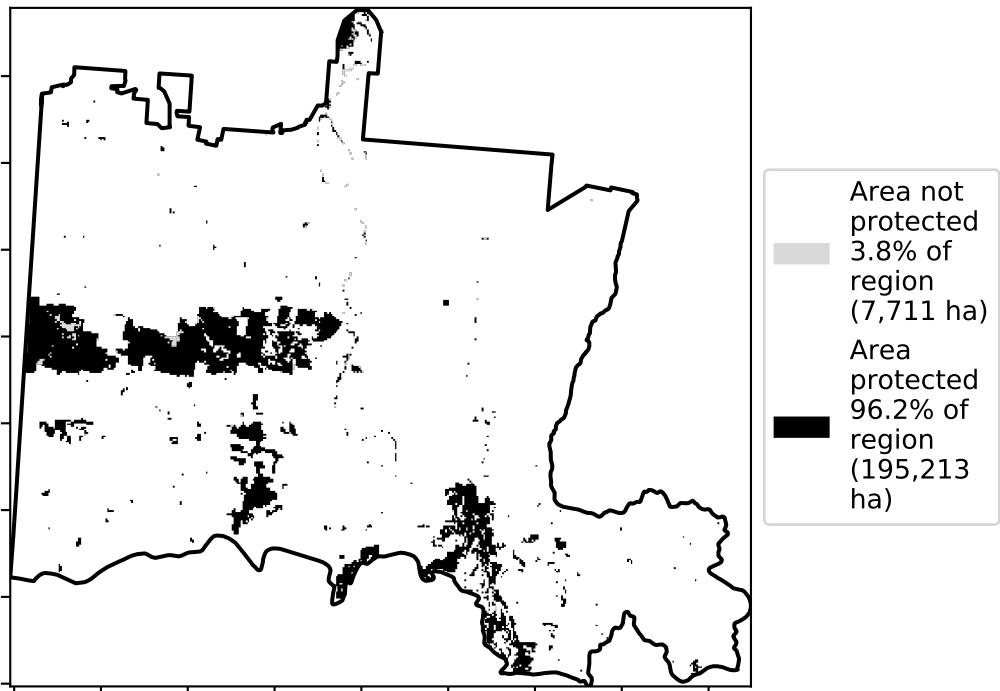 Area not
protected
3.8% of
region
(7,711 ha)
Area
protected
96.2% of
region
(195,213
ha)